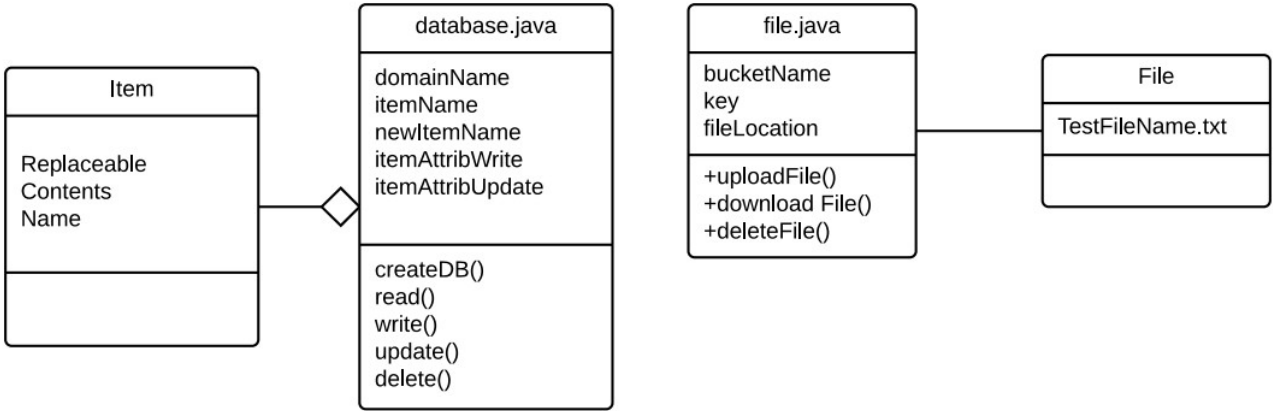 Item
Replaceable
Contents
Name
database.java
domainName
itemName
newItemName
itemAttribWrite
itemAttribUpdate
createDB()
read()
write()
update()
delete()
file.java
bucketName
key
fileLocation
+uploadFile()
+download File()
+deleteFile()
File
TestFileName.txt